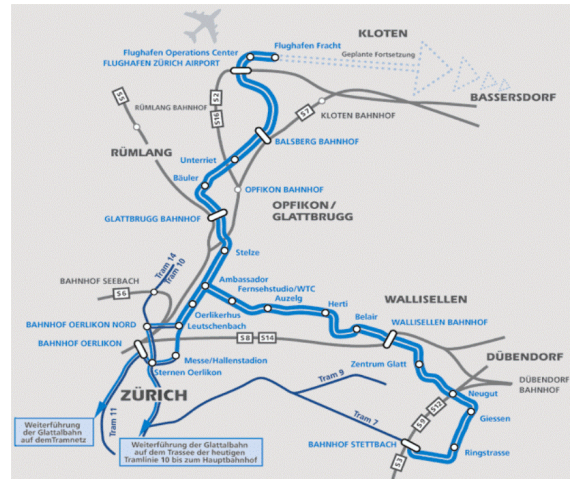 KLOTEN
Flughafen Operations Center
Flughafen Fracht
Geplante Fortsetzung
FLUGHAFEN ZÜRICH AIRPORT
BASSERSDORF
S5
RÜMLANG BAHNHOF
S2
S16
S7
KLOTEN BAHNHOF
RÜMLANG
BALSBERG BAHNHOF
Unterriet
Bäuler
OPFIKON BAHNHOF
OPFIKON/
GLATTBRUGG
GLATTBRUGG BAHNHOF
Stelze
Tram 14
Tram 10
BAHNHOF SEEBACH
S6
Ambassador
Fernsehstudio/WTC
Auzelg
Herti
WALLISELLEN
Oerlikerhus
Leutschenbach
Belair
BAHNHOF OERLIKON NORD
WALLISELLEN BAHNHOF
BAHNHOF OERLIKON
S8
S14
Messe/Hallenstadion
Sternen Oerlikon
Zentrum Glatt
DÜBENDORF
DÜBENDORF
BAHNHOF
ZÜRICH
Tram 9
Neugut
Tram 11
Tram 7
S9
S12
Giessen
Weiterführung
der Glattalbahn
auf demTramnetz
Weiterführung der Glattalbahn
auf dem Trassee der heutigen
Tramlinie 10 bis zum Hauptbahnhof
BAHNHOF STETTBACH
S3
Ringstrasse